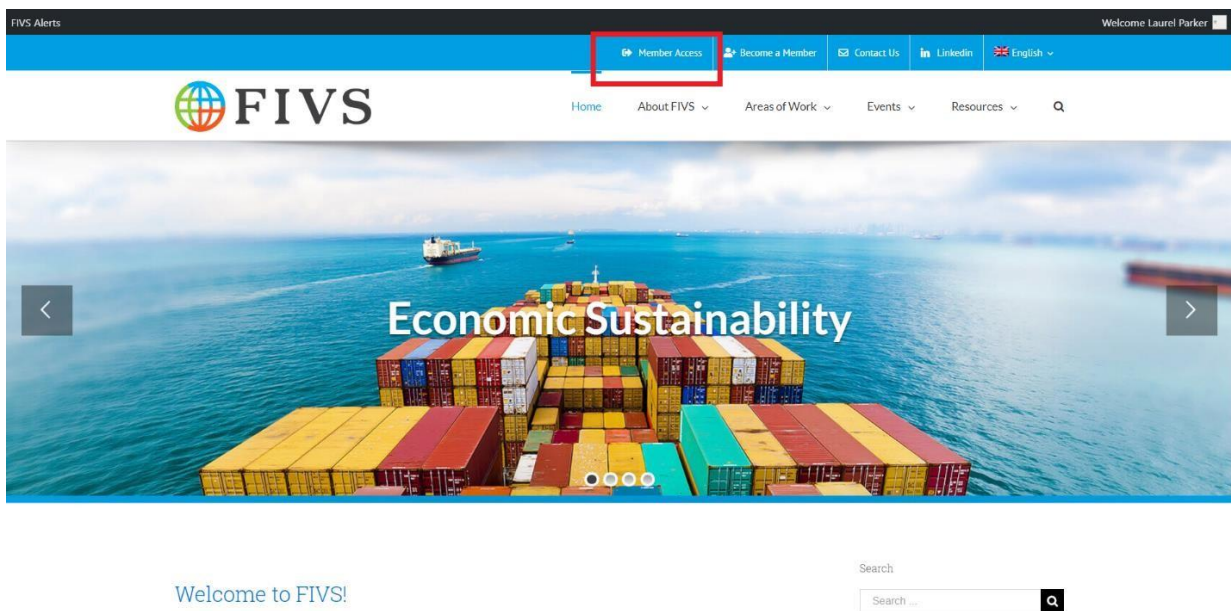 FIVS Alerts Welcome Laurel Parker
Member Access Become a Member Contact Us in Linkedin English
FIVS Home About FIVS Areas of Work Events Resources
Economic Sustainability
Search
Welcome to FIVS! Search ...